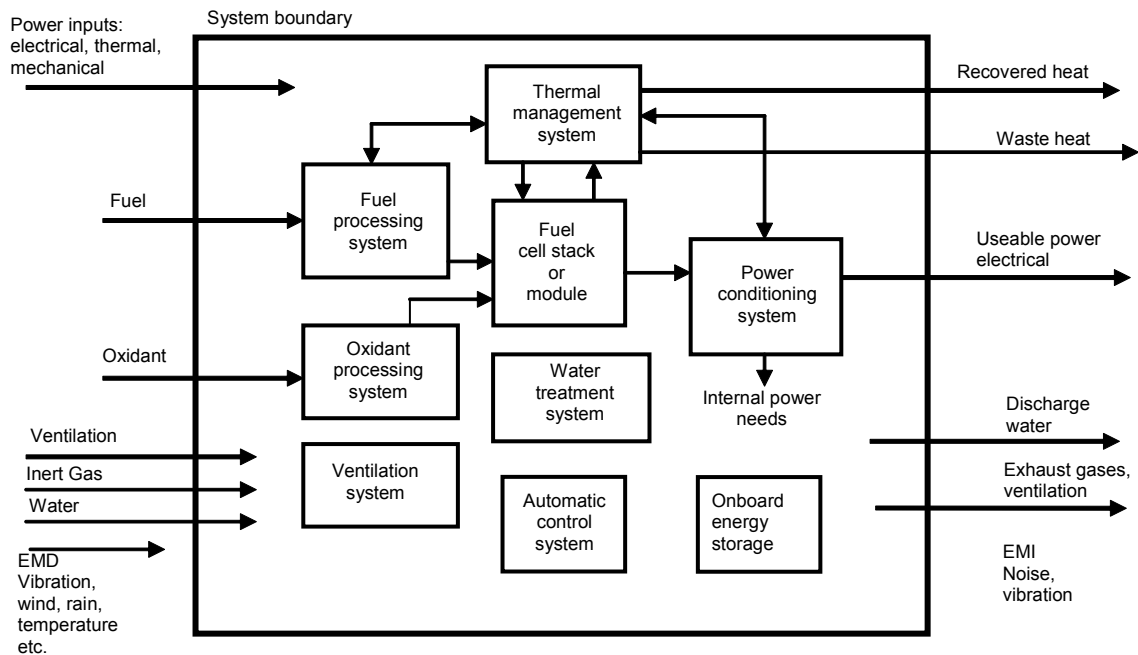 System boundary
Power inputs:
electrical, thermal,
mechanical
Recovered heat
Thermal
management
system
Waste heat
Fuel
Fuel
processing
system
Fuel
cell stack
or
module
Useable power
electrical
Power
conditioning
system
Oxidant
Oxidant
processing
system
Water
treatment
system
Internal power
needs
Discharge
water
Ventilation
Inert Gas
Water
Ventilation
system
Exhaust gases,
ventilation
Automatic
control
system
Onboard
energy
storage
EMD
Vibration,
wind, rain,
temperature
etc.
EMI
Noise,
vibration